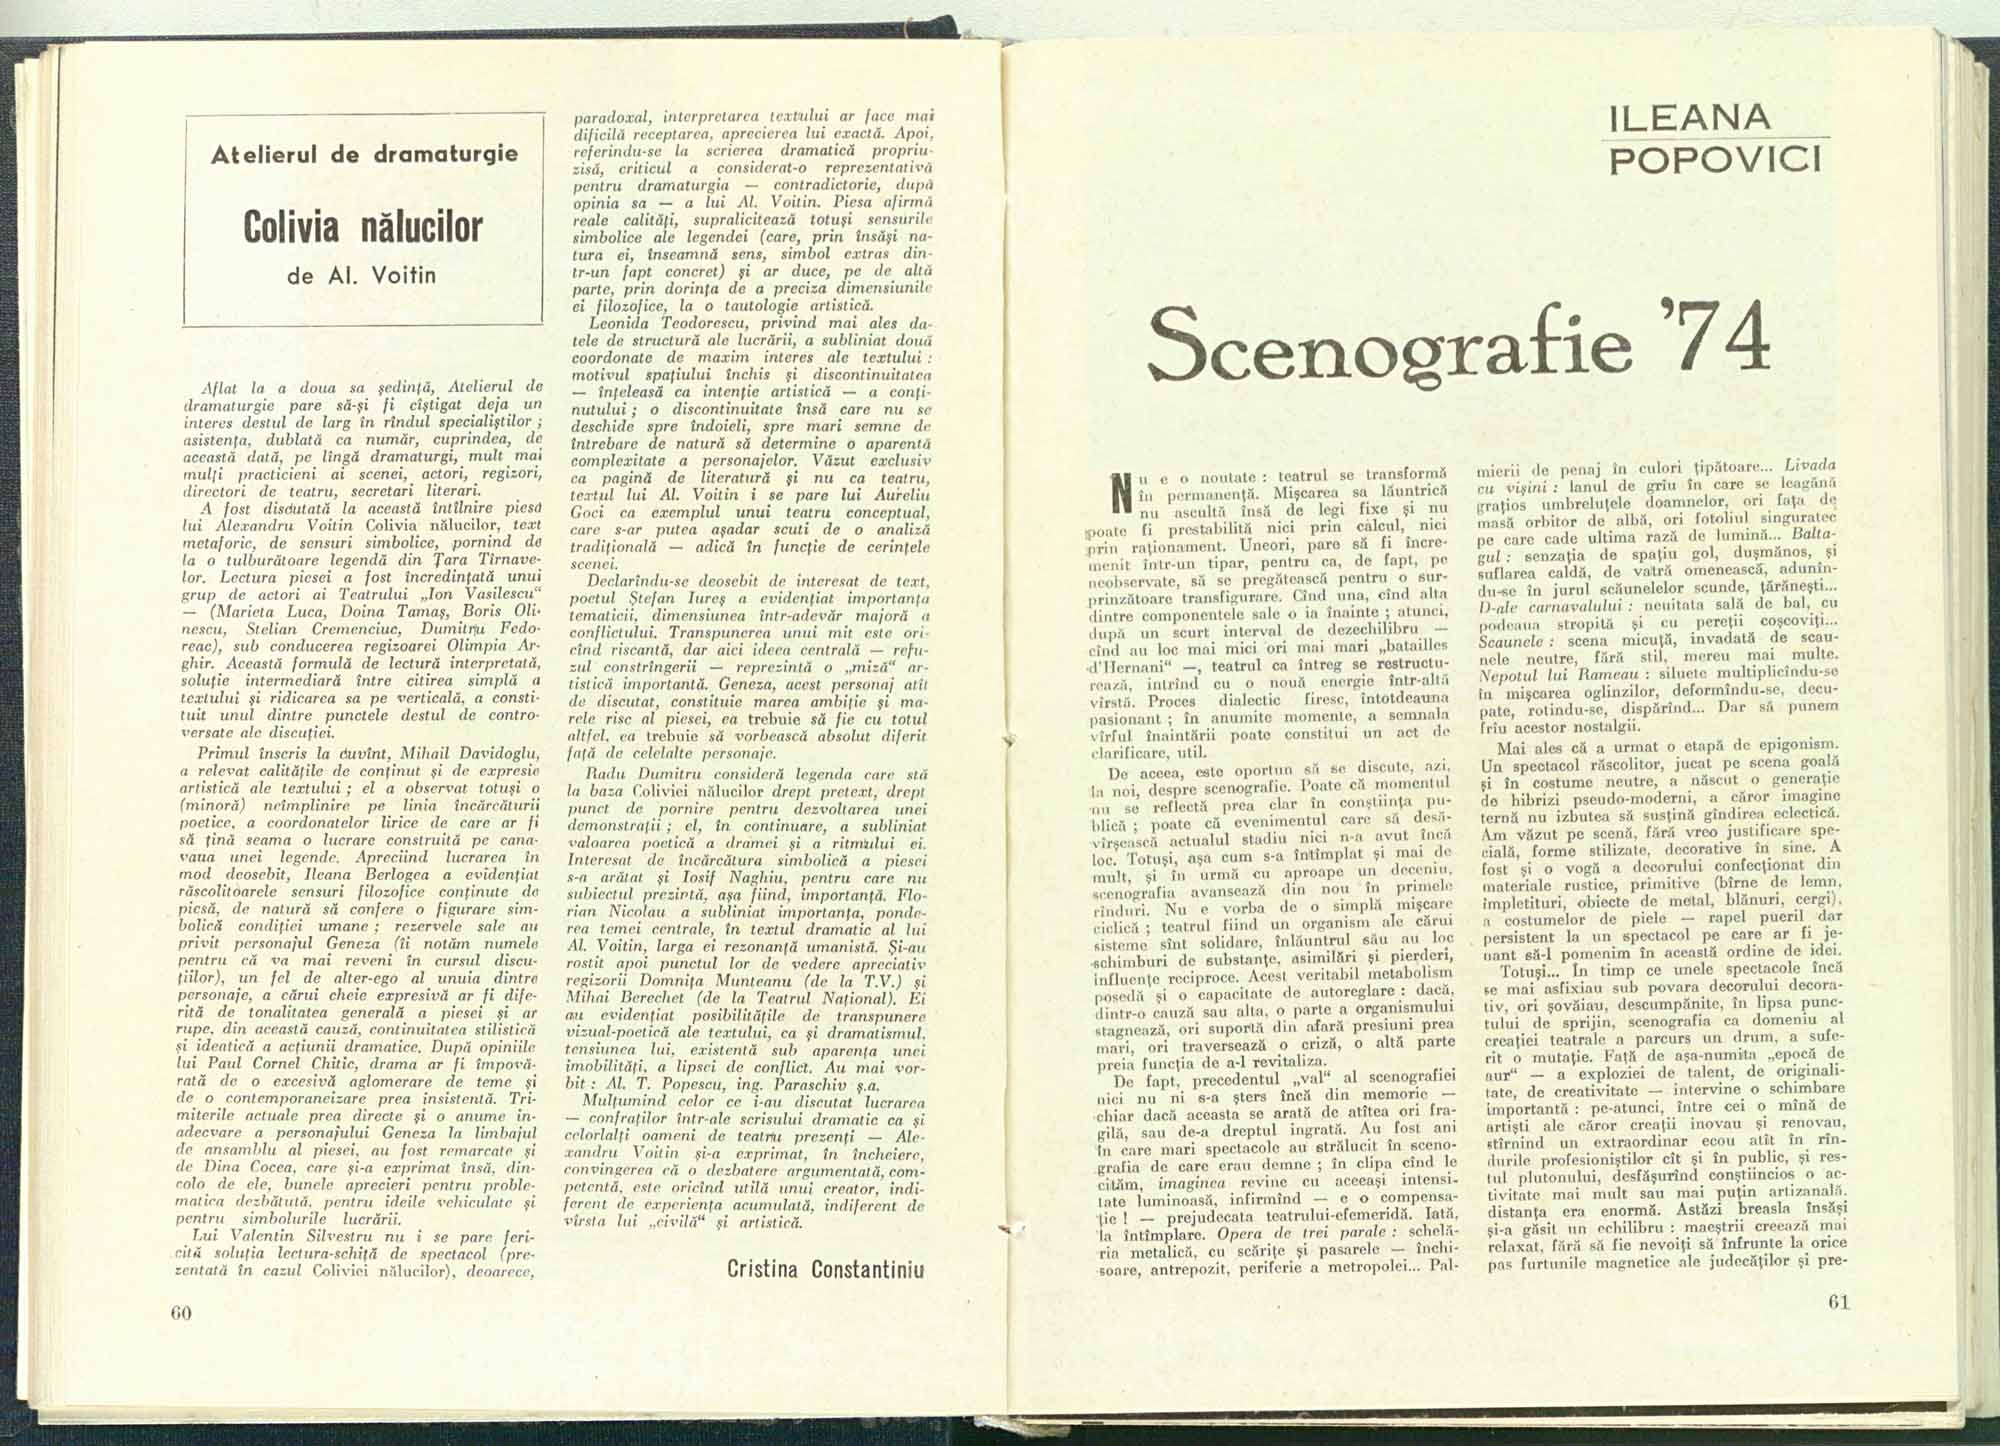 Atelierul de dramaturgie
Colivia nălucilor
de Al. Voitin
Aflat la a doua sa ședință, Atelierul de
dramaturgie pare să-și fi cîștigat deja un
interes destul de larg în rîndul specialiștilor ;
asistența, dublată ca număr, cuprindea, de
această dată, pe lîngă dramaturgi, mult mai
mulți practicieni ai scenei, actori, regizori,
directori de teatru, secretari literari.
A fost discutată la această întîlnire piesa
lui Alexandru Voitin Colivia nălucilor, text
metaforic, de sensuri simbolice, pornind de
la o tulburătoare legendă din Țara Tîrnave-
lor. Lectura piesei a fost încredințată unui
grup de actori ai Teatrului „Ion Vasilescu“
— (Marieta Luca, Doina Tamaș, Boris Oli-
nescu, Stelian Cremenciuc, Dumitru Fedo-
reac), sub conducerea regizoarei Olimpia Ar-
ghir. Această formulă de lectură interpretată,
soluție intermediară între citirea simplă a
textului și ridicarea sa pe verticală, a consti-
tuit unul dintre punctele destul de contro-
versate ale discuției.
Primul înscris la cuvînt, Mihail Davidoglu,
a relevat calitățile de conținut și de expresie
artistică ale textului ; el a observat totuși o
(minoră) neîmplinire pe linia încărcăturii
poetice, a coordonatelor lirice de care ar fi
să țină seama o lucrare construită pe cana-
vaua unei legende. Apreciind lucrarea în
mod deosebit, Ileana Berlogea a evidențiat
răscolitoarele sensuri filozofice conținute de
piesă, de natură să confere o figurare sim-
bolică condiției umane ; rezervele sale au
privit personajul Geneza (îi notăm numele
pentru că va mai reveni în cursul discu-
țiilor), un fel de alter-ego al unuia dintre
personaje, a cărui cheie expresivă ar fi dife-
rită de tonalitatea generală a piesei și ar
rupe, din această cauză, continuitatea stilistică
și ideatică a acțiunii dramatice. După opiniile
lui Paul Cornel Chitic, drama ar fi împovă-
rată de o excesivă aglomerare de teme și
de o contemporaneizare prea insistentă. Tri-
miterile actuale prea directe și o anume in-
adecvare a personajului Geneza la limbajul
de ansamblu al piesei, au fost remarcate și
de Dina Cocea, care și-a exprimat însă, din-
colo de ele, bunele aprecieri pentru proble-
matica dezbătută, pentru ideile vehiculate și
pentru simbolurile lucrării.
Lui Valentin Silvestru nu i se pare feri-
cită soluția lectura-schiță de spectacol (pre-
zentată în cazul Coliviei nălucilor), deoarece,
60
paradoxal, interpretarea textului ar face mai
dificilă receptarea, aprecierea lui exactă. Apoi,
referindu-se la scrierea dramatică propriu-
zisă, criticul a considerat-o reprezentativă
pentru dramaturgia — contradictorie, după
opinia sa — a lui Al. Voitin. Piesa afirmă
reale calități, supralicitează totuși sensurile
simbolice ale legendei (care, prin însăși na-
tura ei, înseamnă sens, simbol extras din-
tr-un fapt concret) și ar duce, pe de altă
parte, prin dorința de a preciza dimensiunile
ei filozofice, la o tautologie artistică.
Leonida Teodorescu, privind mai ales da-
tele de structură ale lucrării, a subliniat două
coordonate de maxim interes ale textului :
motivul spațiului închis și discontinuitatea
— înțeleasă ca intenție artistică — a conți-
nutului ; o discontinuitate însă care nu se
deschide spre îndoieli, spre mari semne de
întrebare de natură să determine o aparentă
complexitate a personajelor. Văzut exclusiv
ca pagină de literatură și nu ca teatru,
textul lui Al. Voitin i se pare lui Aureliu
Goci ca exemplul unui teatru conceptual,
care s-ar putea așadar scuti de o analiză
tradițională — adică în funcție de cerințele
scenei.
Declarîndu-se deosebit de interesat de text,
poetul Ștefan Iureș a evidențiat importanța
tematicii, dimensiunea într-adevăr majoră a
conflictului. Transpunerea unui mit este ori-
cînd riscantă, dar aici ideea centrală — refu-
zul constrîngerii — reprezintă o „miză“ ar-
tistică importantă. Geneza, acest personaj atît
de discutat, constituie marea ambiție și ma-
rele risc al piesei, ea trebuie să fie cu totul
altfel, ea trebuie să vorbească absolut diferit
față de celelalte personaje.
Radu Dumitru consideră legenda care stă
la baza Coliviei nălucilor drept pretext, drept
punct de pornire pentru dezvoltarea unei
demonstrații ; el, în continuare, a subliniat
valoarea poetică a dramei și a ritmului ei.
Interesat de încărcătura simbolică a piesei
s-a arătat și Iosif Naghiu, pentru care nu
subiectul prezintă, așa fiind, importanță. Flo-
rian Nicolau a subliniat importanța, ponde-
rea temei centrale, în textul dramatic al lui
Al. Voitin, larga ei rezonanță umanistă. Și-au
rostit apoi punctul lor de vedere apreciativ
regizorii Domnița Munteanu (de la T.V.) și
Mihai Berechet (de la Teatrul Național). Ei
au evidențiat posibilitățile de transpunere
vizual-poetică ale textului, ca și dramatismul,
tensiunea lui, existentă sub aparența unei
imobilități, a lipsei de conflict. Au mai vor-
bit : Al. T. Popescu, ing. Paraschiv ș.a.
Mulțumind celor ce i-au discutat lucrarea
— confraților într-ale scrisului dramatic ca și
celorlalți oameni de teatru prezenți — Ale-
xandru Voitin și-a exprimat, în încheiere,
convingerea că o dezbatere argumentată, com-
petentă, este oricînd utilă unui creator, indi-
ferent de experiența acumulată, indiferent de
vîrsta lui „civilă“ și artistică.
Cristina Constantiniu
ILEANA
POPOVICI
Scenografie ’74
Nu e o noutate : teatrul se transformă
în permanență. Mișcarea sa lăuntrică
nu ascultă însă de legi fixe și nu
poate fi prestabilită nici prin calcul, nici
prin raționament. Uneori, pare să fi încre-
menit într-un tipar, pentru ca, de fapt, pe
neobservate, să se pregătească pentru o sur-
prinzătoare transfigurare. Cînd una, cînd alta
dintre componentele sale o ia înainte ; atunci,
după un scurt interval de dezechilibru —
cînd au loc mai mici ori mai mari „batailles
d’Hernani“ —, teatrul ca întreg se restructu-
rează, intrînd cu o nouă energie într-altă
vîrstă. Proces dialectic firesc, întotdeauna
pasionant ; în anumite momente, a semnala
vîrful înaintării poate constitui un act de
clarificare, util.
De aceea, este oportun să se discute, azi,
la noi, despre scenografie. Poate că momentul
nu se reflectă prea clar în conștiința pu-
blică ; poate că evenimentul care să desă-
vîrșească actualul stadiu nici n-a avut încă
loc. Totuși, așa cum s-a întîmplat și mai de
mult, și în urmă cu aproape un deceniu,
scenografia avansează din nou în primele
rînduri. Nu e vorba de o simplă mișcare
ciclică ; teatrul fiind un organism ale cărui
sisteme sînt solidare, înlăuntrul său au loc
schimburi de substanțe, asimilări și pierderi,
influențe reciproce. Acest veritabil metabolism
posedă și o capacitate de autoreglare : dacă,
dintr-o cauză sau alta, o parte a organismului
stagnează, ori suportă din afară presiuni prea
mari, ori traversează o criză, o altă parte
preia funcția de a-l revitaliza.
De fapt, precedentul „val“ al scenografiei
nici nu ni s-a șters încă din memorie —
chiar dacă aceasta se arată de atîtea ori fra-
gilă, sau de-a dreptul ingrată. Au fost ani
în care mari spectacole au strălucit în sceno-
grafia de care erau demne ; în clipa cînd le
cităm, imaginea revine cu aceeași intensi-
tate luminoasă, infirmînd — e o compensa-
ție ! — prejudecata teatrului-efemeridă. Iată,
la întîmplare. Opera de trei parale : schelă-
ria metalică, cu scărițe și pasarele — închi-
soare, antrepozit, periferie a metropolei... Pal-
mierii de penaj în culori țipătoare... Livada
cu vișini : lanul de grîu în care se leagănă
grațios umbreluțele doamnelor, ori fața de
masă orbitor de albă, ori fotoliul singuratec
pe care cade ultima rază de lumină... Balta-
gul : senzația de spațiu gol, dușmănos, și
suflarea caldă, de vatră omenească, adunîn-
du-se în jurul scăunelelor scunde, țărănești...
D-ale carnavalului : neuitata sală de bal, cu
podeaua stropită și cu pereții coșcoviți...
Scaunele : scena micuță, invadată de scau-
nele neutre, fără stil, mereu mai multe.
Nepotul lui Rameau : siluete multiplicîndu-se
în mișcarea oglinzilor, deformîndu-se, decu-
pate, rotindu-se, dispărînd... Dar să punem
frîu acestor nostalgii.
Mai ales că a urmat o etapă de epigonism.
Un spectacol răscolitor, jucat pe scena goală
și în costume neutre, a născut o generație
de hibrizi pseudo-moderni, a căror imagine
ternă nu izbutea să susțină gîndirea eclectică.
Am văzut pe scenă, fără vreo justificare spe-
cială, forme stilizate, decorative în sine. A
fost și o vogă a decorului confecționat din
materiale rustice, primitive (bîrne de lemn,
împletituri, obiecte de metal, blănuri, cergi),
a costumelor de piele — rapel pueril dar
persistent la un spectacol pe care ar fi je-
nant să-l pomenim în această ordine de idei.
Totuși... În timp ce unele spectacole încă
se mai asfixiau sub povara decorului decora-
tiv, ori șovăiau, descumpănite, în lipsa punc-
tului de sprijin, scenografia ca domeniu al
creației teatrale a parcurs un drum, a sufe-
rit o mutație. Față de așa-numita „epocă de
aur“ — a exploziei de talent, de originali-
tate, de creativitate — intervine o schimbare
importantă : pe-atunci, între cei o mînă de
artiști ale căror creații inovau și renovau,
stîrnind un extraordinar ecou atît în rîn-
durile profesioniștilor cît și în public, și res-
tul plutonului, desfășurînd conștiincios o ac-
tivitate mai mult sau mai puțin artizanală,
distanța era enormă. Astăzi breasla însăși
și-a găsit un echilibru : maeștrii creează mai
relaxat, fără să fie nevoiți să înfrunte la orice
pas furtunile magnetice ale judecăților și pre-
61